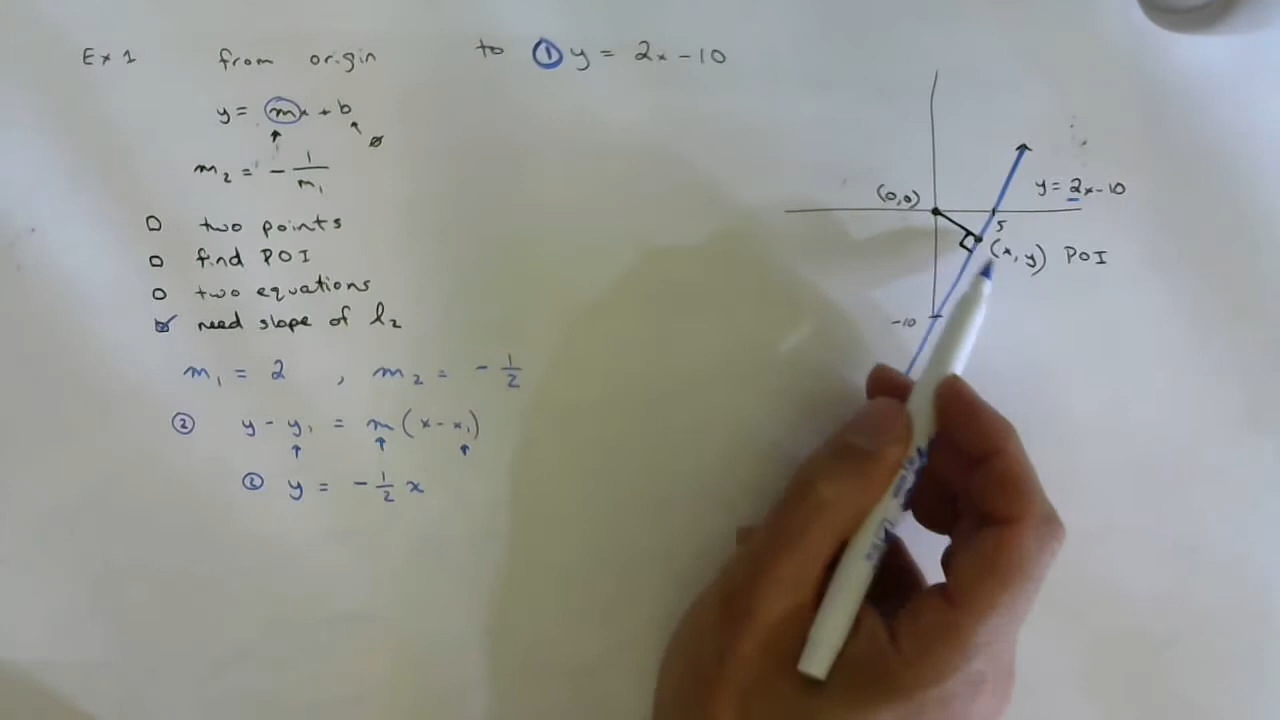 Ex 1 from origin to ① y = 2x - 10
y = mx + b
ø
m₂ = - 1/m₁
two points
find POI
two equations
need slope of l₂
m₁ = 2 , m₂ = - 1/2
② y - y₁ = m (x - x₁)
② y = - 1/2 x
y = 2x - 10
(0,0)
5
(x, y) POI
-10